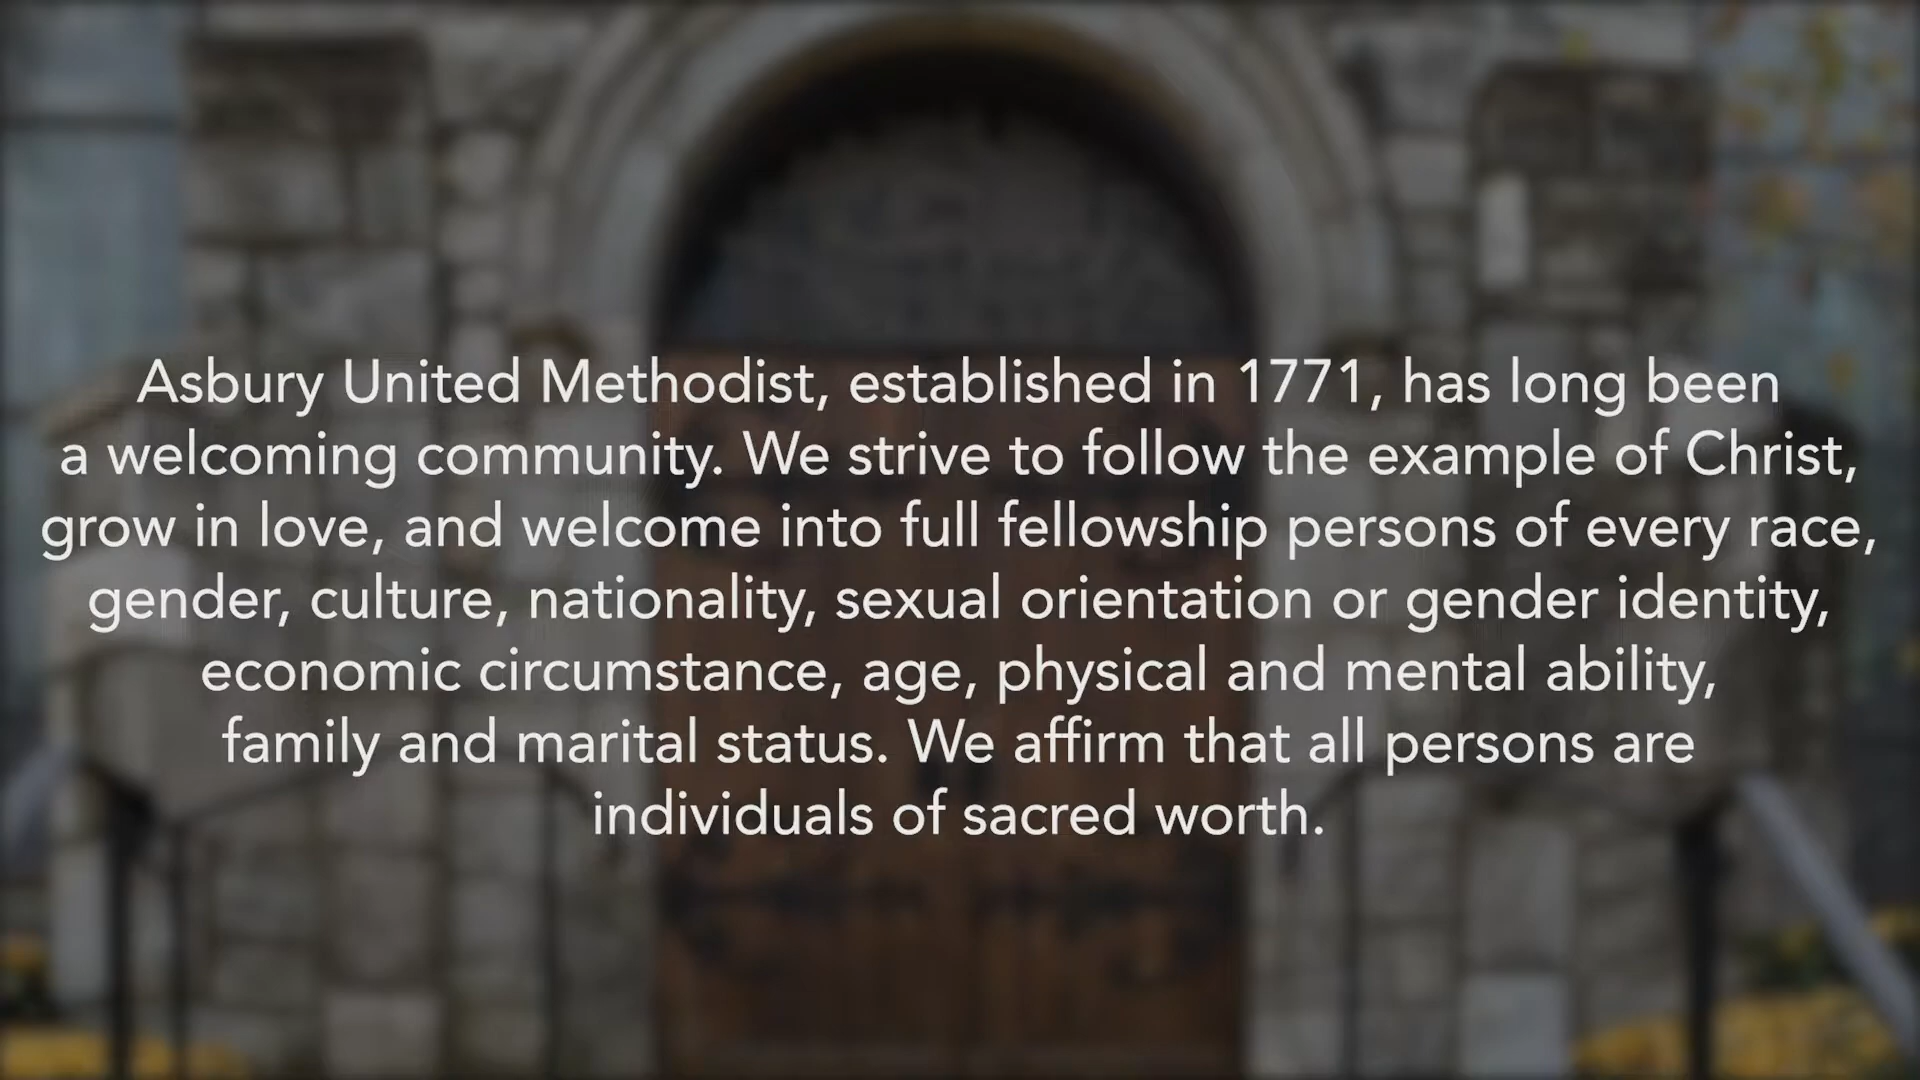 Asbury United Methodist, established in 1771, has long been
a welcoming community. We strive to follow the example of Christ,
grow in love, and welcome into full fellowship persons of every race,
gender, culture, nationality, sexual orientation or gender identity,
economic circumstance, age, physical and mental ability,
family and marital status. We affirm that all persons are
individuals of sacred worth.